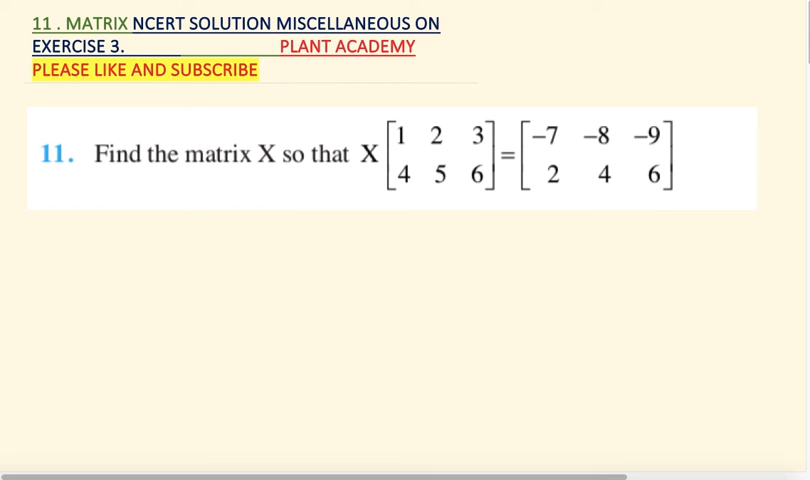 11 . MATRIX NCERT SOLUTION MISCELLANEOUS ON
EXERCISE 3. PLANT ACADEMY
PLEASE LIKE AND SUBSCRIBE
11. Find the matrix X so that X [1 2 3] = [–7 –8 –9]
[4 5 6] [2 4 6]